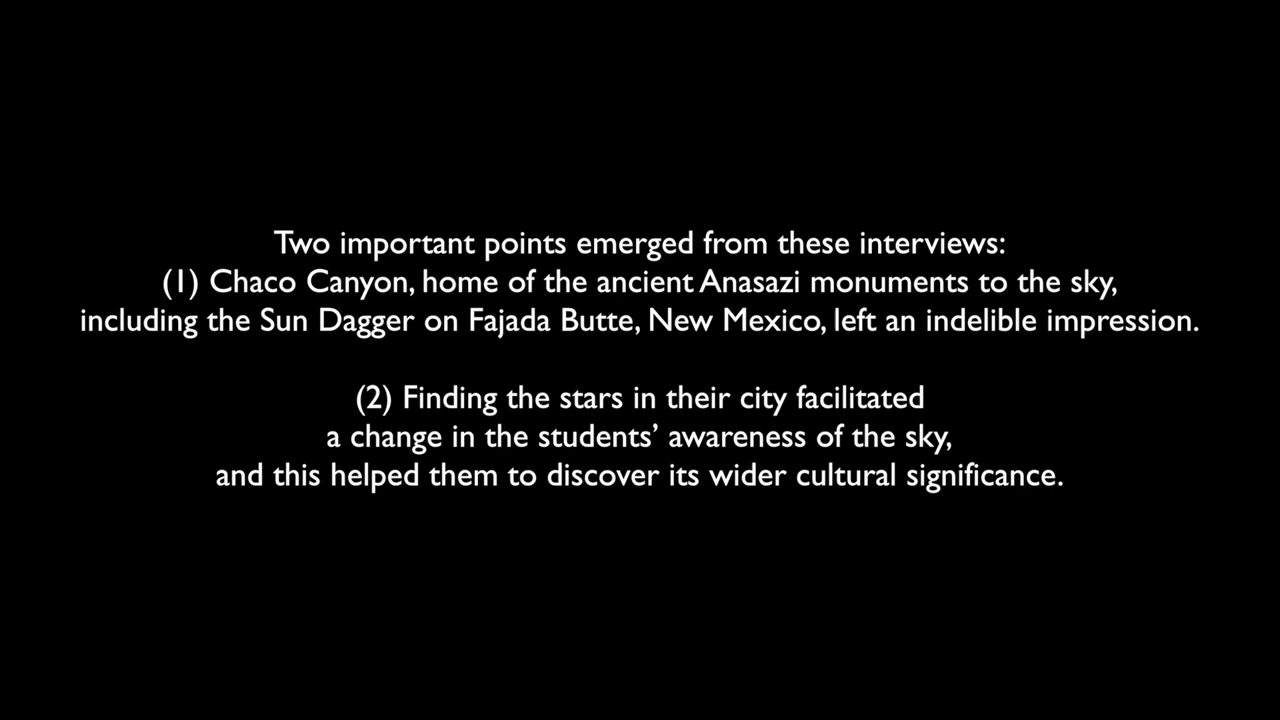 Two important points emerged from these interviews:
(1) Chaco Canyon, home of the ancient Anasazi monuments to the sky,
including the Sun Dagger on Fajada Butte, New Mexico, left an indelible impression.
(2) Finding the stars in their city facilitated
a change in the students’ awareness of the sky,
and this helped them to discover its wider cultural significance.